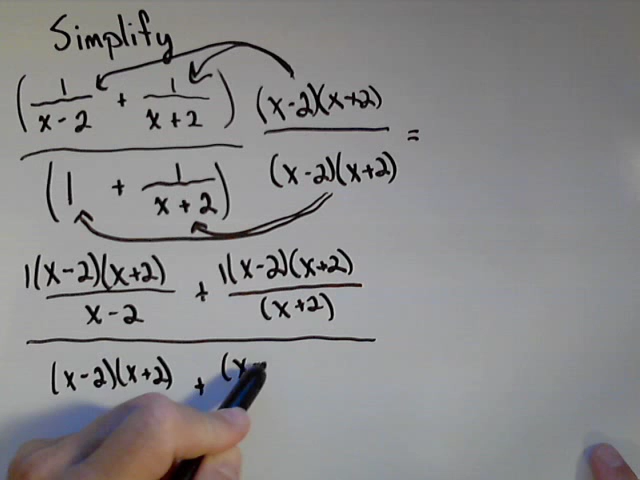 Simplify
( 1/(x-2) + 1/(x+2) ) (x-2)(x+2)
( 1 + 1/(x+2) ) (x-2)(x+2) =
1(x-2)(x+2) + 1(x-2)(x+2)
x-2 (x+2)
(x-2)(x+2) + (x-